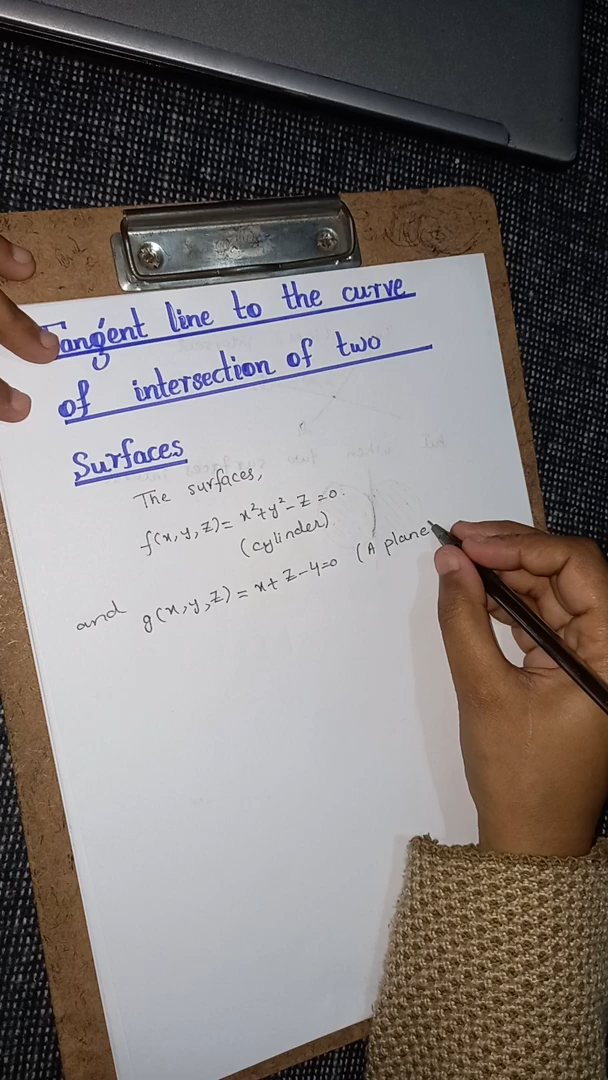 Tangent line to the curve
of intersection of two
Surfaces
The surfaces,
f(x,y,z) = x²+y²-z=0.
(cylinder)
and g(x,y,z) = x+z-4=0 (A plane